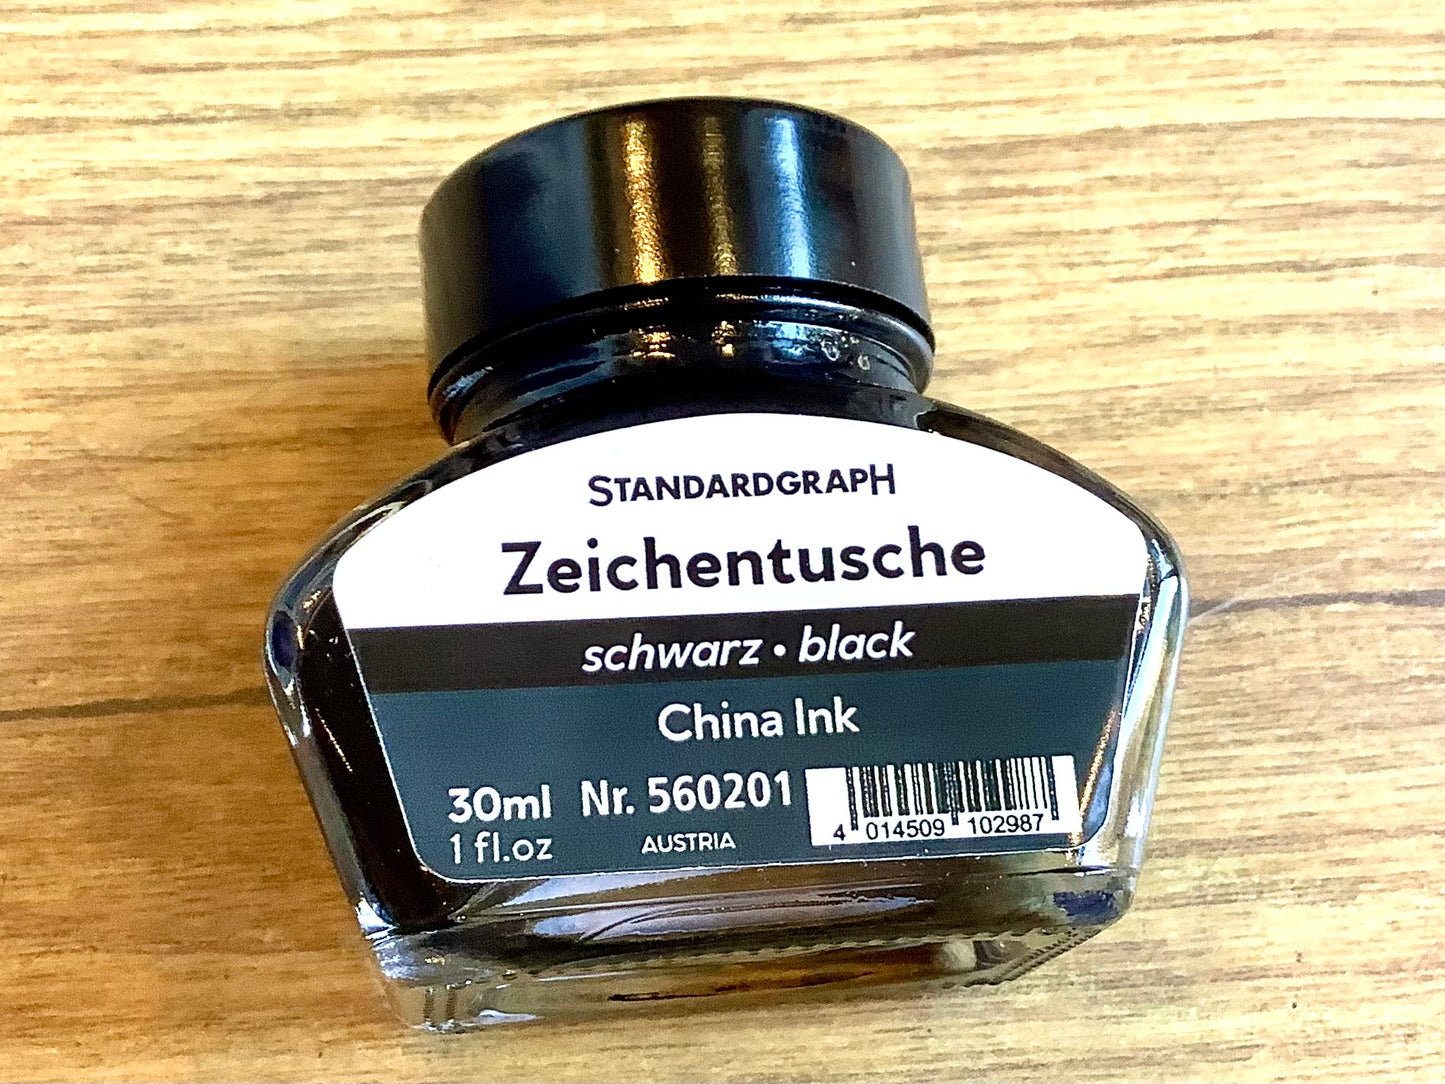 STANDARDGRAPH
Zeichentusche
schwarz • black
China Ink
30ml Nr. 560201
1 fl.oz AUSTRIA
4 014509 102987